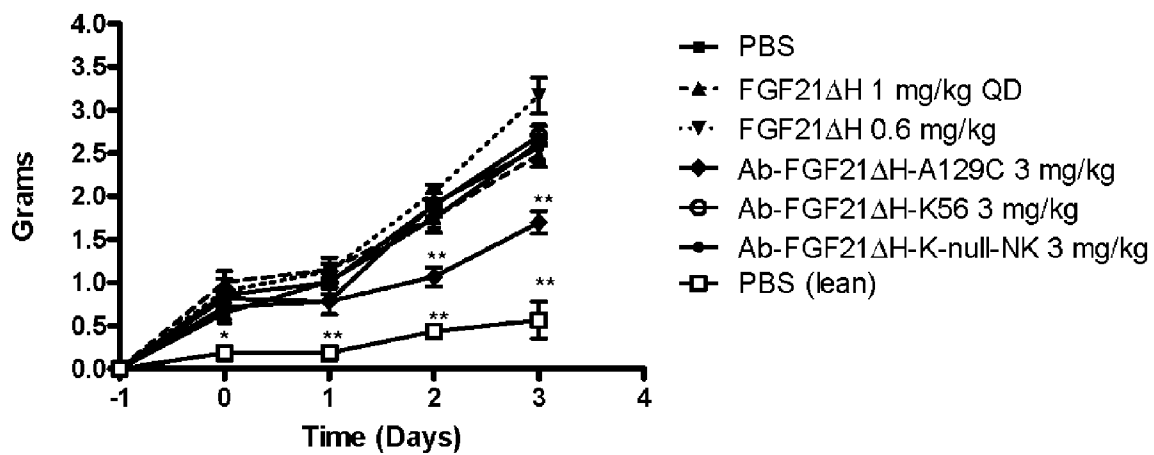 4.0
3.5
3.0
2.5
2.0
1.5
1.0
0.5
0.0
Grams
-1 0 1 2 3 4
Time (Days)
* ** ** **
** **
PBS
FGF21ΔH 1 mg/kg QD
FGF21ΔH 0.6 mg/kg
Ab-FGF21ΔH-A129C 3 mg/kg
Ab-FGF21ΔH-K56 3 mg/kg
Ab-FGF21ΔH-K-null-NK 3 mg/kg
PBS (lean)